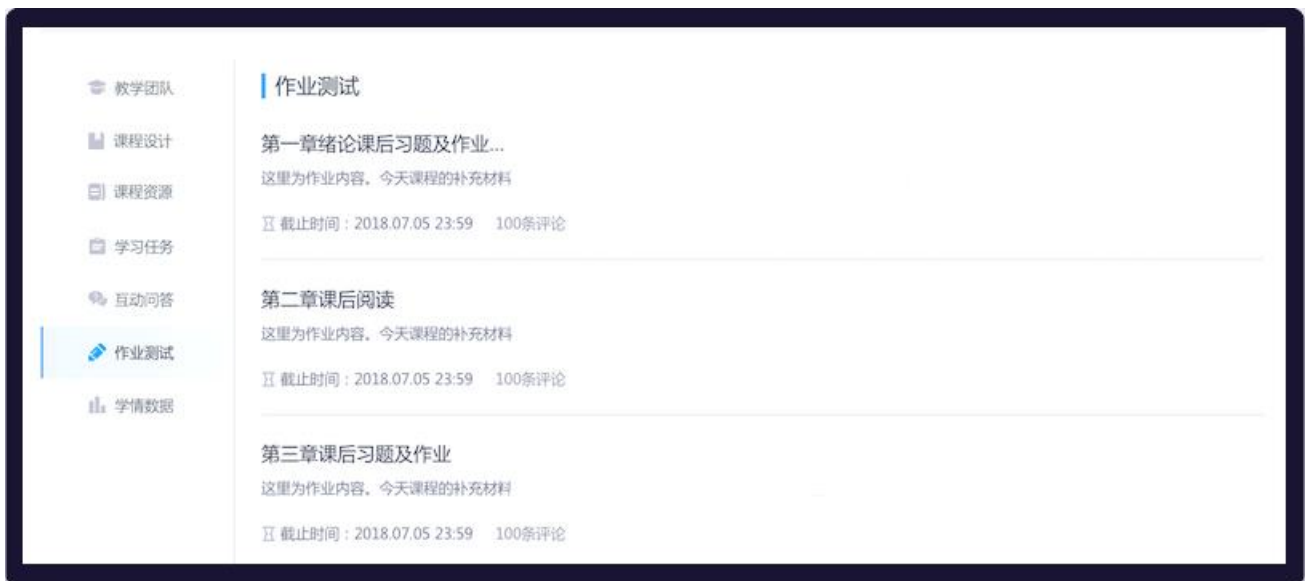 教学团队
课程设计
课程资源
学习任务
互动问答
作业测试
学情数据
作业测试
第一章绪论课后习题及作业...
这里为作业内容。今天课程的补充材料
截止时间：2018.07.05 23:59 100条评论
第二章课后阅读
这里为作业内容。今天课程的补充材料
截止时间：2018.07.05 23:59 100条评论
第三章课后习题及作业
这里为作业内容。今天课程的补充材料
截止时间：2018.07.05 23:59 100条评论